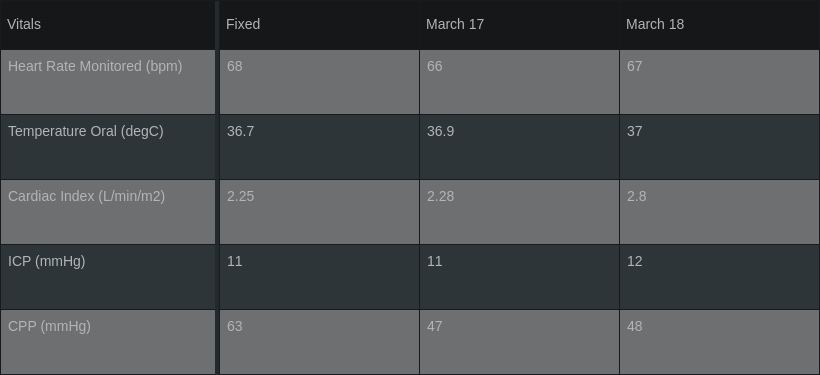 Vitals Fixed March 17 March 18
Heart Rate Monitored (bpm) 68 66 67
Temperature Oral (degC) 36.7 36.9 37
Cardiac Index (L/min/m2) 2.25 2.28 2.8
ICP (mmHg) 11 11 12
CPP (mmHg) 63 47 48